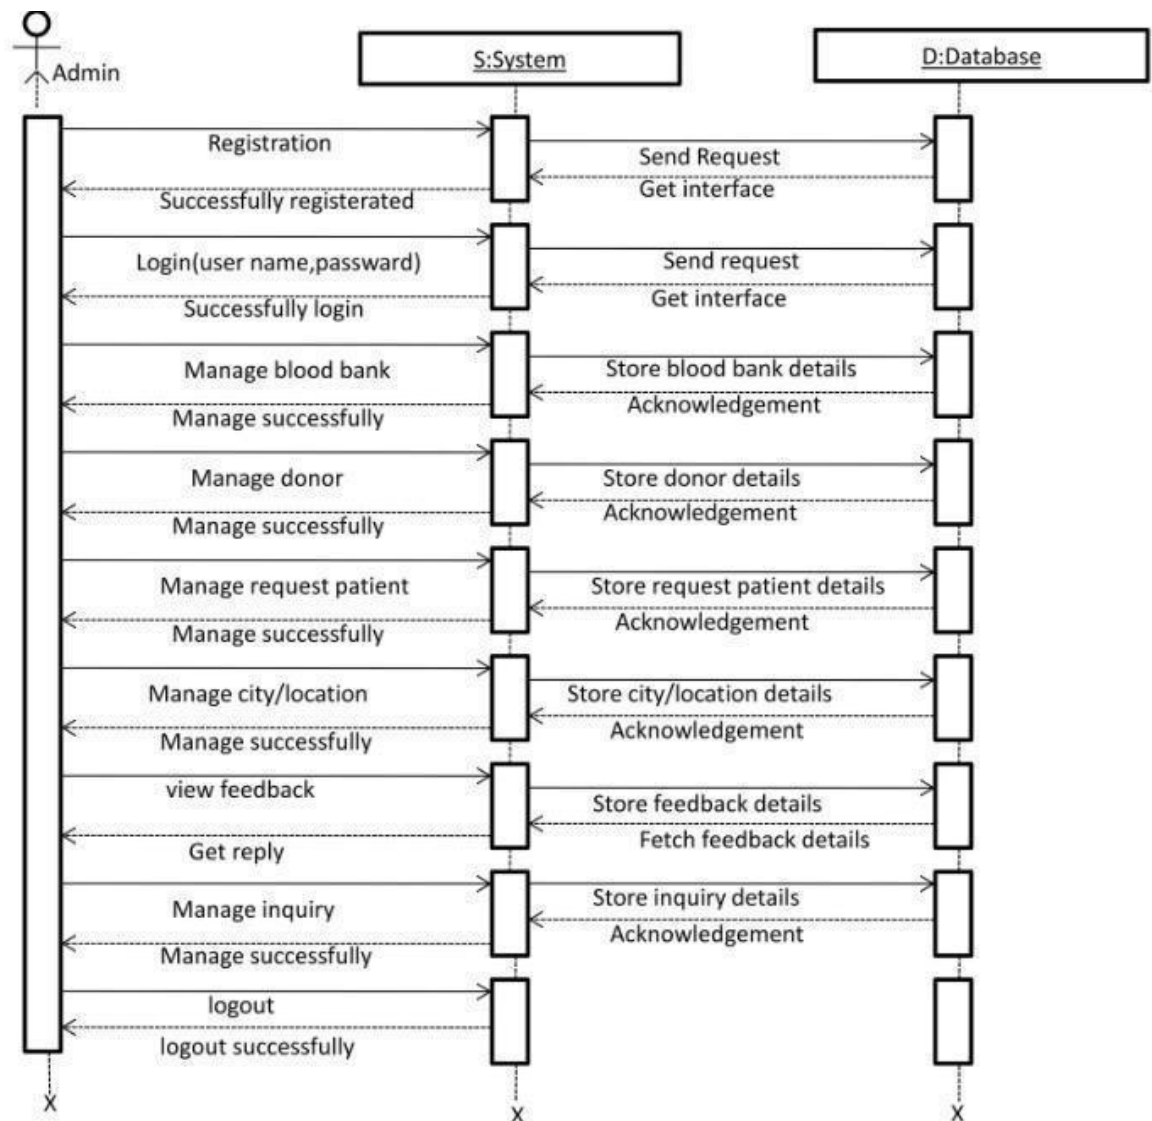 Admin
S:System
D:Database
Registration
Send Request
Get interface
Successfully registerated
Login(user name,passward)
Send request
Get interface
Successfully login
Manage blood bank
Store blood bank details
Acknowledgement
Manage successfully
Manage donor
Store donor details
Acknowledgement
Manage successfully
Manage request patient
Store request patient details
Acknowledgement
Manage successfully
Manage city/location
Store city/location details
Acknowledgement
Manage successfully
view feedback
Store feedback details
Fetch feedback details
Get reply
Manage inquiry
Store inquiry details
Acknowledgement
Manage successfully
logout
logout successfully
X
X
X